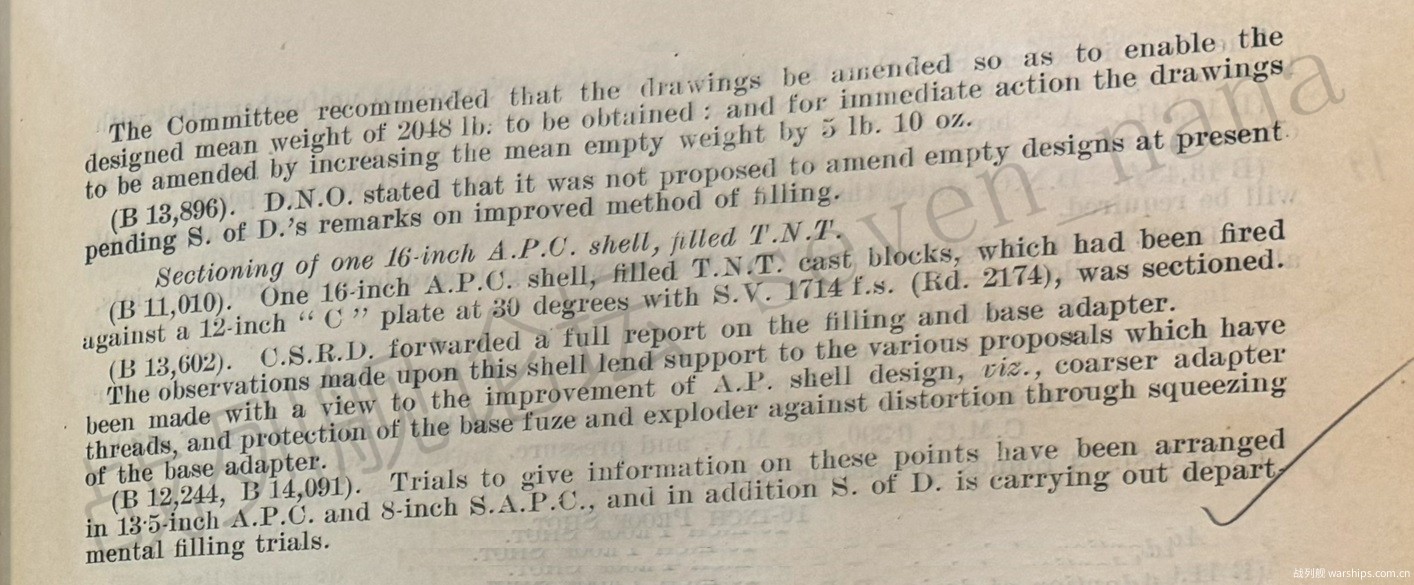 The Committee recommended that the drawings be amended so as to enable the
designed mean weight of 2048 lb. to be obtained : and for immediate action the drawings
to be amended by increasing the mean empty weight by 5 lb. 10 oz.
(B 13,896). D.N.O. stated that it was not proposed to amend empty designs at present
pending S. of D.'s remarks on improved method of filling.
Sectioning of one 16-inch A.P.C. shell, filled T.N.T.
(B 11,010). One 16-inch A.P.C. shell, filled T.N.T. cast blocks, which had been fired
against a 12-inch “ C ” plate at 30 degrees with S.V. 1714 f.s. (Rd. 2174), was sectioned.
(B 13,602). C.S.R.D. forwarded a full report on the filling and base adapter.
The observations made upon this shell lend support to the various proposals which have
been made with a view to the improvement of A.P. shell design, viz., coarser adapter
threads, and protection of the base fuze and exploder against distortion through squeezing
of the base adapter.
(B 12,244, B 14,091). Trials to give information on these points have been arranged
in 13·5-inch A.P.C. and 8-inch S.A.P.C., and in addition S. of D. is carrying out depart-
mental filling trials.
战列舰论坛 seven nana
战列舰 warships.com.cn